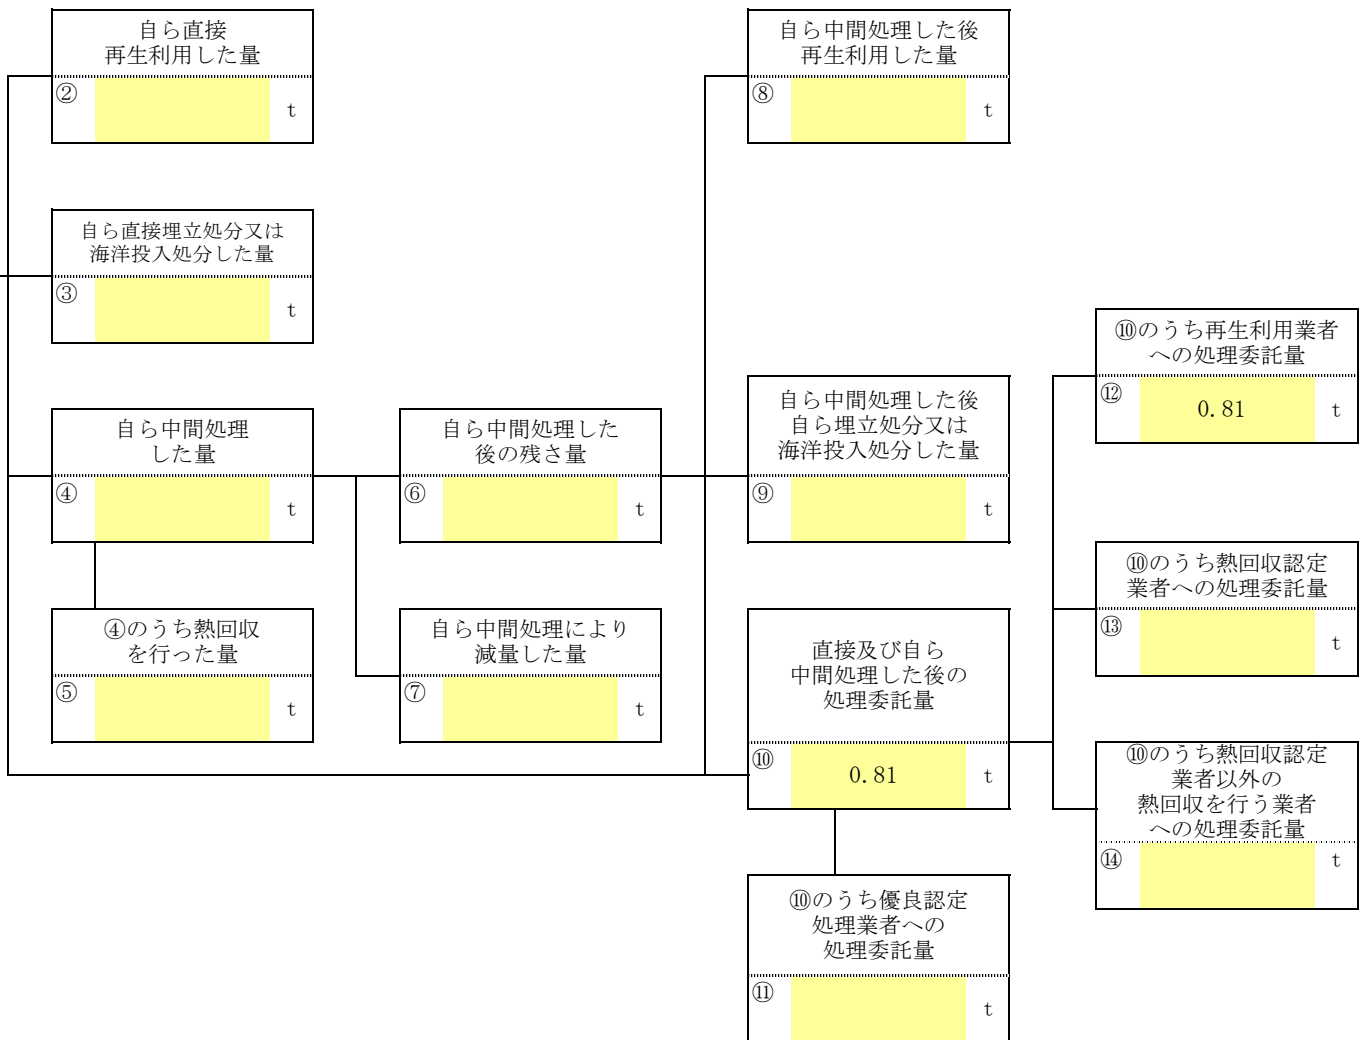 自ら直接
再生利用した量
② t
自ら中間処理した後
再生利用した量
⑧ t
自ら直接埋立処分又は
海洋投入処分した量
③ t
⑩のうち再生利用業者
への処理委託量
⑫ 0.81 t
自ら中間処理
した量
④ t
自ら中間処理した
後の残さ量
⑥ t
自ら中間処理した後
自ら埋立処分又は
海洋投入処分した量
⑨ t
⑩のうち熱回収認定
業者への処理委託量
⑬ t
④のうち熱回収
を行った量
⑤ t
自ら中間処理により
減量した量
⑦ t
直接及び自ら
中間処理した後の
処理委託量
⑩ 0.81 t
⑩のうち熱回収認定
業者以外の
熱回収を行う業者
への処理委託量
⑭ t
⑩のうち優良認定
処理業者への
処理委託量
⑪ t